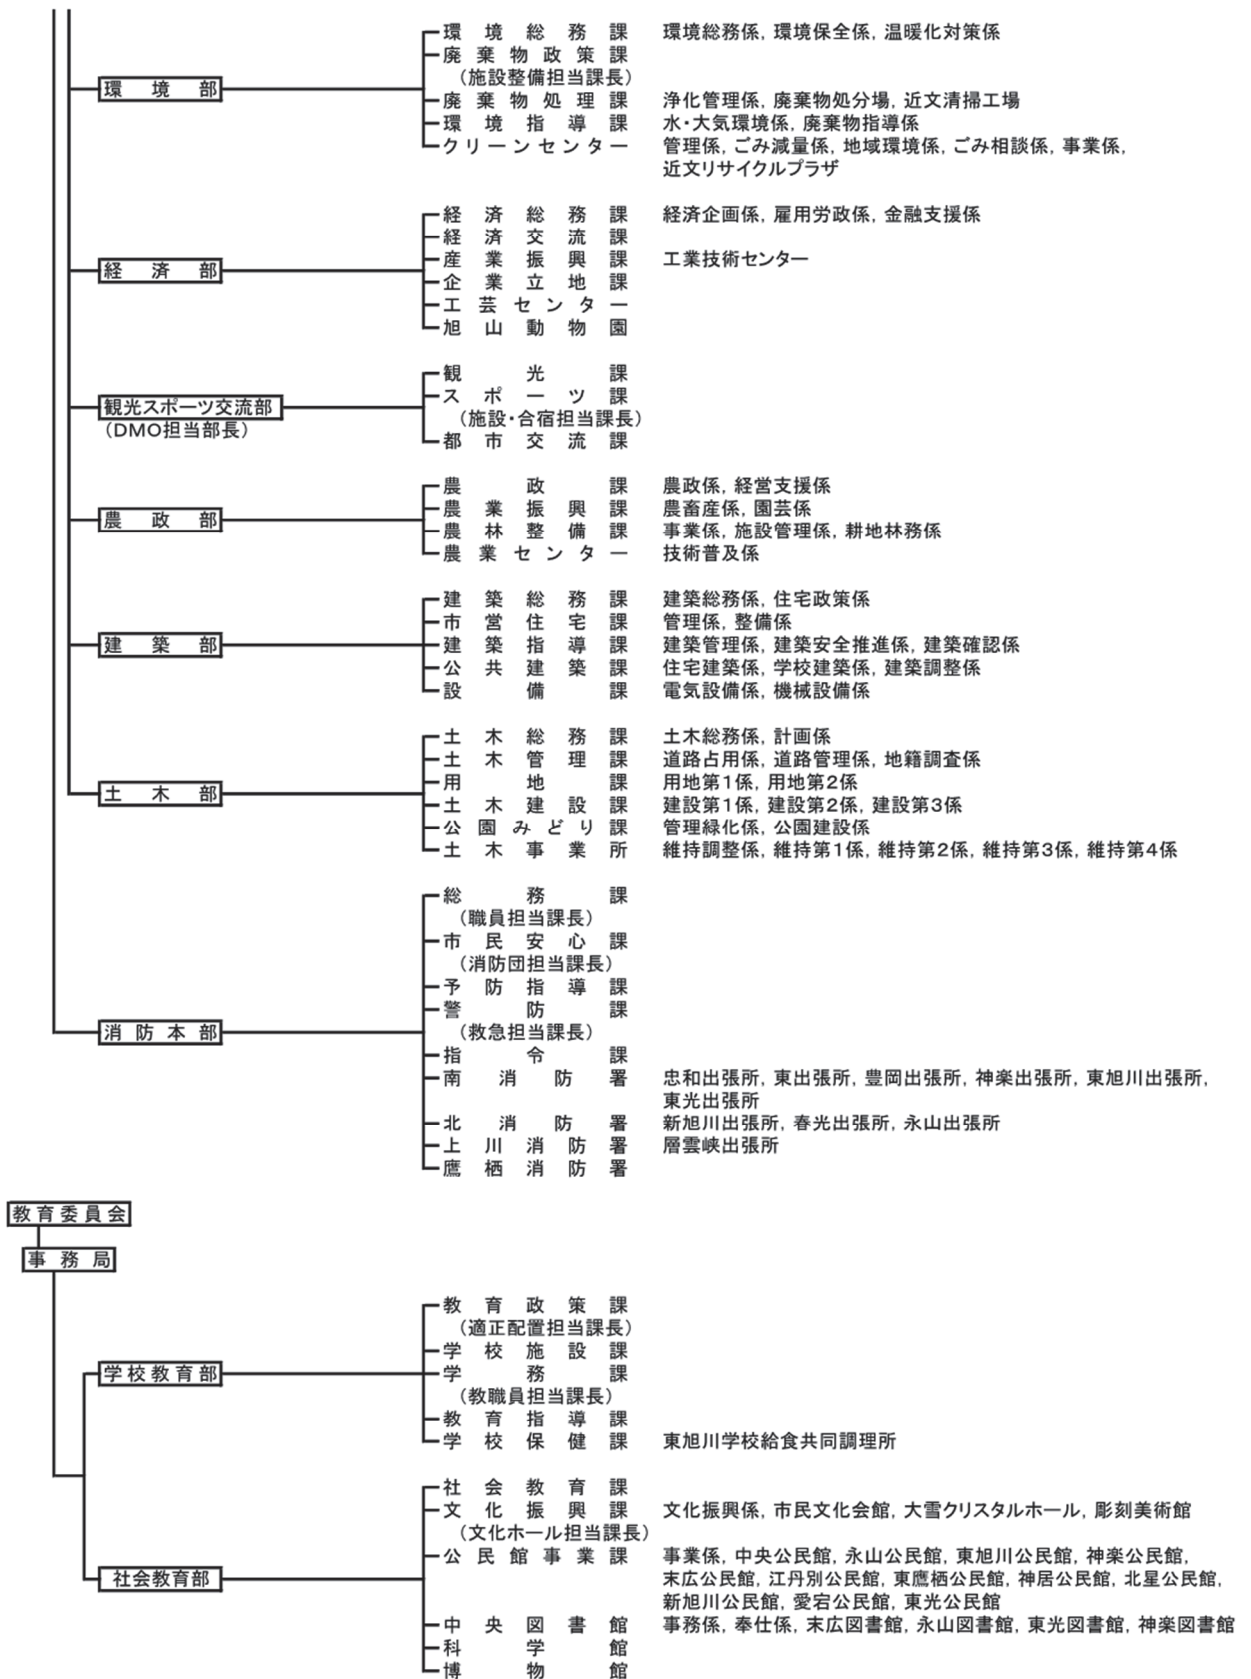 環境部
環境総務課 環境総務係, 環境保全係, 温暖化対策係
廃棄物政策課
（施設整備担当課長）
廃棄物処理課 浄化管理係, 廃棄物処分場, 近文清掃工場
環境指導課 水・大気環境係, 廃棄物指導係
クリーンセンター 管理係, ごみ減量係, 地域環境係, ごみ相談係, 事業係,
近文リサイクルプラザ
経済部
経済総務課 経済企画係, 雇用労政係, 金融支援係
経済交流課
産業振興課 工業技術センター
企業立地課
工芸センター
旭山動物園
観光スポーツ交流部
（DMO担当部長）
観光課
スポーツ課
（施設・合宿担当課長）
都市交流課
農政部
農政課 農政係, 経営支援係
農業振興課 農畜産係, 園芸係
農林整備課 事業係, 施設管理係, 耕地林務係
農業センター 技術普及係
建築部
建築総務課 建築総務係, 住宅政策係
市営住宅課 管理係, 整備係
建築指導課 建築管理係, 建築安全推進係, 建築確認係
公共建築課 住宅建築係, 学校建築係, 建築調整係
設備課 電気設備係, 機械設備係
土木部
土木総務課 土木総務係, 計画係
土木管理課 道路占用係, 道路管理係, 地籍調査係
用地課 用地第1係, 用地第2係
土木建設課 建設第1係, 建設第2係, 建設第3係
公園みどり課 管理緑化係, 公園建設係
土木事業所 維持調整係, 維持第1係, 維持第2係, 維持第3係, 維持第4係
消防本部
総務課
（職員担当課長）
市民安心課
（消防団担当課長）
予防指導課
警防課
（救急担当課長）
指令課
南消防署 忠和出張所, 東出張所, 豊岡出張所, 神楽出張所, 東旭川出張所,
東光出張所
北消防署 新旭川出張所, 春光出張所, 永山出張所
上川消防署 層雲峡出張所
鷹栖消防署
教育委員会
事務局
学校教育部
教育政策課
（適正配置担当課長）
学校施設課
学務課
（教職員担当課長）
教育指導課
学校保健課 東旭川学校給食共同調理所
社会教育部
社会教育課
文化振興課 文化振興係, 市民文化会館, 大雪クリスタルホール, 彫刻美術館
（文化ホール担当課長）
公民館事業課 事業係, 中央公民館, 永山公民館, 東旭川公民館, 神楽公民館,
末広公民館, 江丹別公民館, 東鷹栖公民館, 神居公民館, 北星公民館,
新旭川公民館, 愛宕公民館, 東光公民館
中央図書館 事務係, 奉仕係, 末広図書館, 永山図書館, 東光図書館, 神楽図書館
科学館
博物館